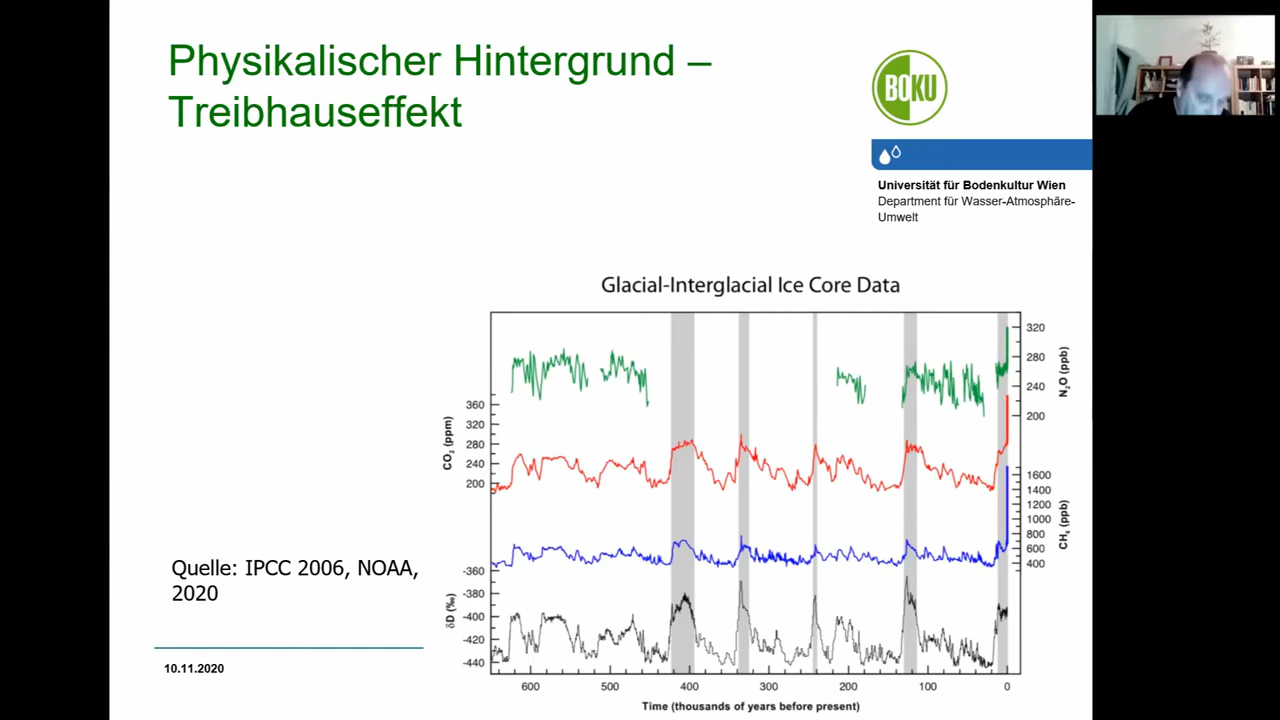 Physikalischer Hintergrund –
Treibhauseffekt
BOKU
Universität für Bodenkultur Wien
Department für Wasser-Atmosphäre-
Umwelt
Glacial-Interglacial Ice Core Data
320
280
240
200
N₂O (ppb)
360
320
280
240
200
CO₂ (ppm)
1600
1400
1200
1000
800
600
400
CH₄ (ppb)
-360
-380
-400
-420
-440
δD (‰)
600 500 400 300 200 100 0
Time (thousands of years before present)
Quelle: IPCC 2006, NOAA,
2020
10.11.2020